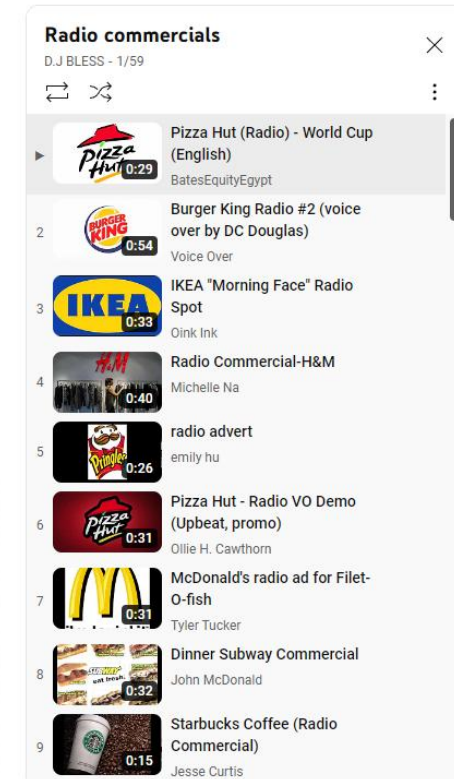 Radio commercials
D.J BLESS - 1/59
Pizza Hut
0:29
Pizza Hut (Radio) - World Cup
(English)
BatesEquityEgypt
2
BURGER
KING
0:54
Burger King Radio #2 (voice
over by DC Douglas)
Voice Over
3
IKEA
0:33
IKEA "Morning Face" Radio
Spot
Oink Ink
4
H&M
0:40
Radio Commercial-H&M
Michelle Na
5
Pringles
0:26
radio advert
emily hu
6
Pizza Hut
0:31
Pizza Hut - Radio VO Demo
(Upbeat, promo)
Ollie H. Cawthorn
7
0:31
McDonald's radio ad for Filet-
O-fish
Tyler Tucker
8
SUBWAY
eat fresh.
0:32
Dinner Subway Commercial
John McDonald
9
0:15
Starbucks Coffee (Radio
Commercial)
Jesse Curtis